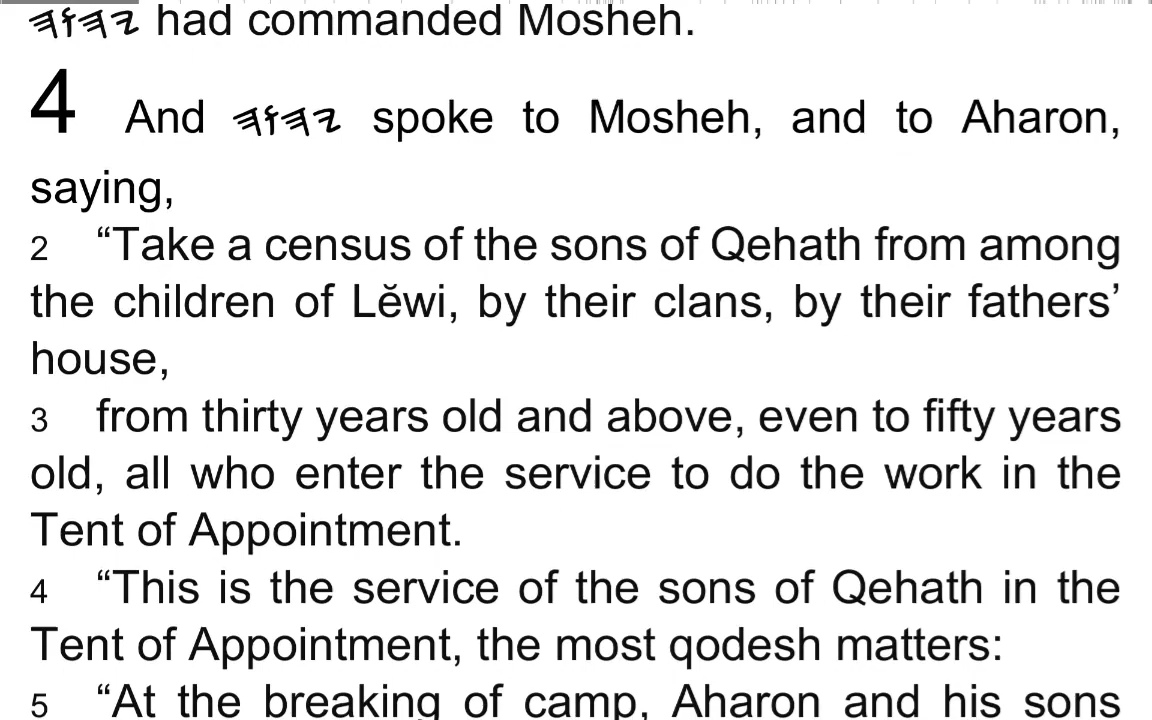 𐤉𐤄𐤅𐤄 had commanded Mosheh.
4 And 𐤉𐤄𐤅𐤄 spoke to Mosheh, and to Aharon,
saying,
2 “Take a census of the sons of Qehath from among
the children of Lĕwi, by their clans, by their fathers’
house,
3 from thirty years old and above, even to fifty years
old, all who enter the service to do the work in the
Tent of Appointment.
4 “This is the service of the sons of Qehath in the
Tent of Appointment, the most qodesh matters:
5 “At the breaking of camp, Aharon and his sons